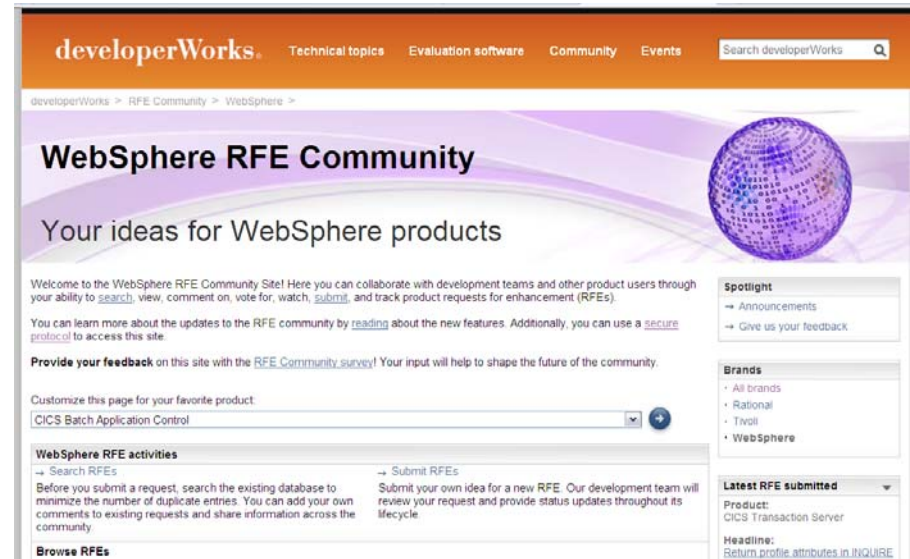 developerWorks.
Technical topics Evaluation software Community Events
Search developerWorks
developerWorks > RFE Community > WebSphere >
WebSphere RFE Community
Your ideas for WebSphere products
Welcome to the WebSphere RFE Community Site! Here you can collaborate with development teams and other product users through
your ability to search, view, comment on, vote for, watch, submit, and track product requests for enhancement (RFEs).
You can learn more about the updates to the RFE community by reading about the new features. Additionally, you can use a secure
protocol to access this site.
Provide your feedback on this site with the RFE Community survey! Your input will help to shape the future of the community.
Customize this page for your favorite product:
CICS Batch Application Control
WebSphere RFE activities
→ Search RFEs
Before you submit a request, search the existing database to
minimize the number of duplicate entries. You can add your own
comments to existing requests and share information across the
community.
→ Submit RFEs
Submit your own idea for a new RFE. Our development team will
review your request and provide status updates throughout its
lifecycle.
Browse RFEs
Spotlight
→ Announcements
→ Give us your feedback
Brands
· All brands
· Rational
· Tivoli
· WebSphere
Latest RFE submitted
Product:
CICS Transaction Server
Headline:
Return profile attributes in INQUIRE